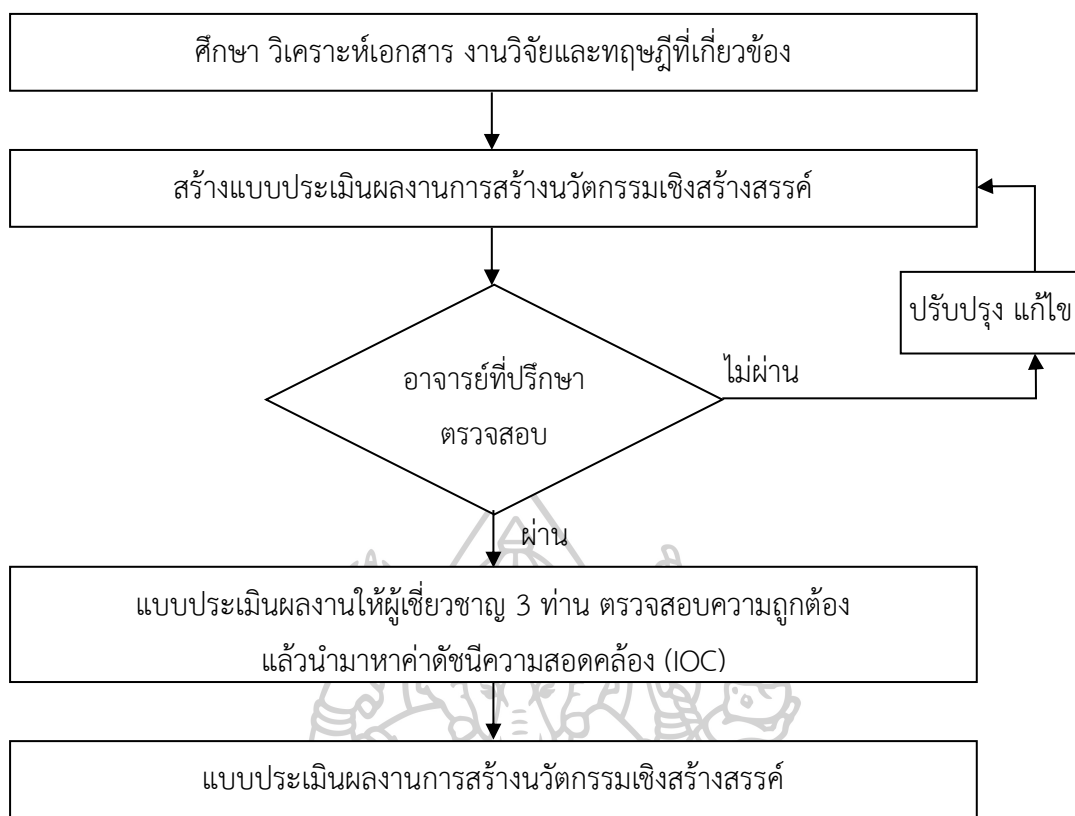 ศึกษา วิเคราะห์เอกสาร งานวิจัยและทฤษฎีที่เกี่ยวข้อง
สร้างแบบประเมินผลงานการสร้างนวัตกรรมเชิงสร้างสรรค์
ปรับปรุง แก้ไข
อาจารย์ที่ปรึกษา
ตรวจสอบ
ไม่ผ่าน
ผ่าน
แบบประเมินผลงานให้ผู้เชี่ยวชาญ 3 ท่าน ตรวจสอบความถูกต้อง
แล้วนำมาหาค่าดัชนีความสอดคล้อง (IOC)
แบบประเมินผลงานการสร้างนวัตกรรมเชิงสร้างสรรค์